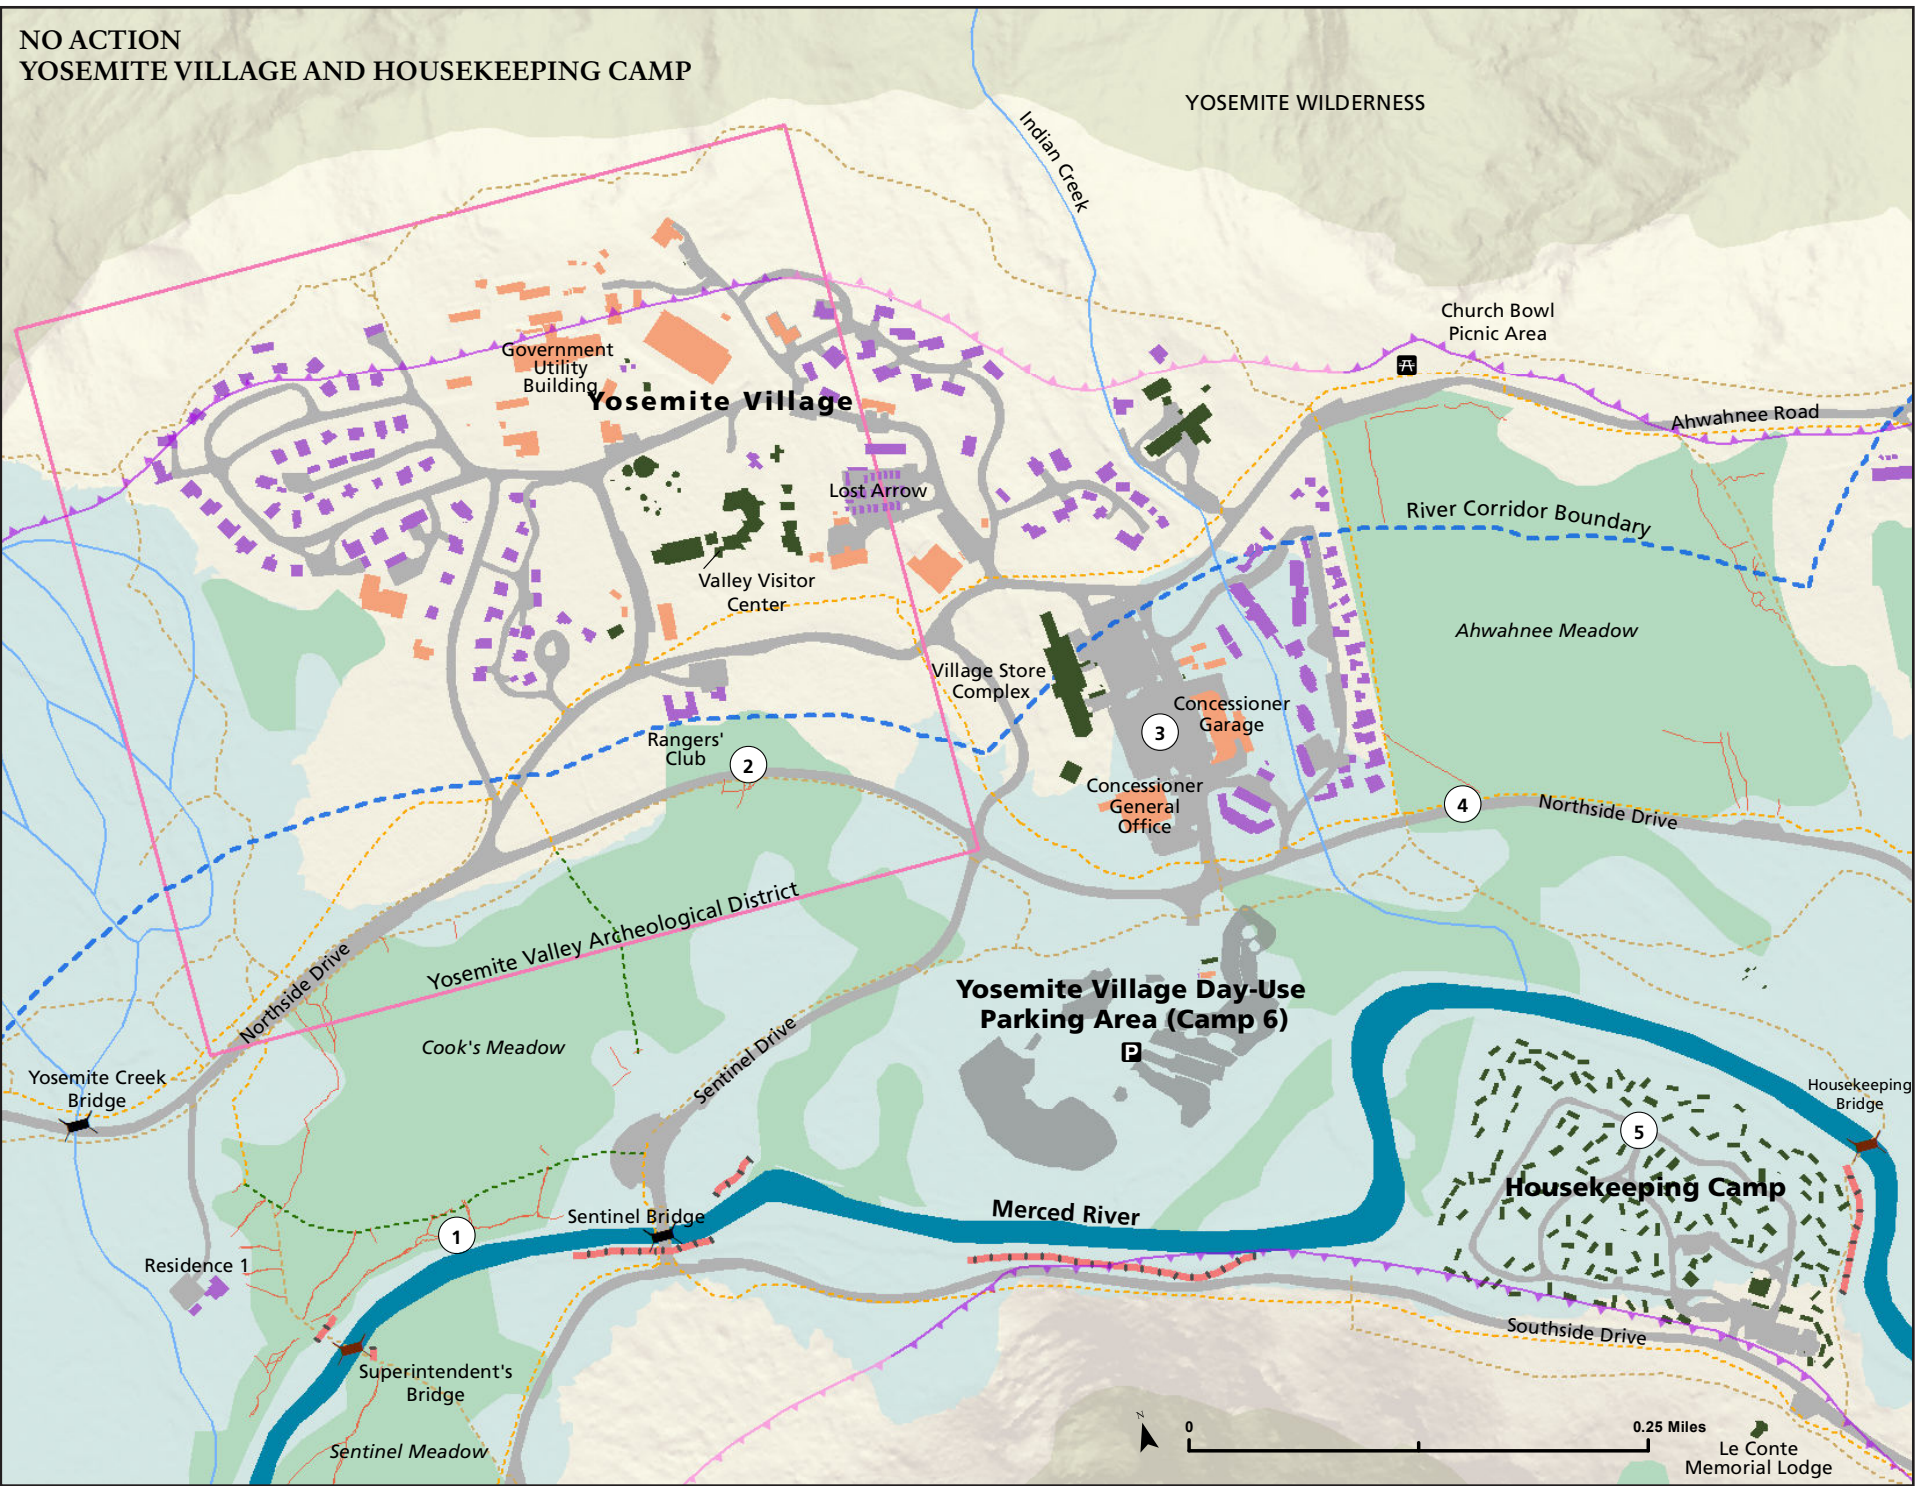 NO ACTION
YOSEMITE VILLAGE AND HOUSEKEEPING CAMP
YOSEMITE WILDERNESS
Indian Creek
Church Bowl
Picnic Area
Government
Utility
Building
Yosemite Village
Ahwahnee Road
Lost Arrow
River Corridor Boundary
Valley Visitor
Center
Ahwahnee Meadow
Village Store
Complex
Concessioner
Garage
3
Rangers'
Club
2
Concessioner
General
Office
4
Northside Drive
Yosemite Valley Archeological District
Northside Drive
Yosemite Village Day-Use
Parking Area (Camp 6)
P
Cook's Meadow
Sentinel Drive
Yosemite Creek
Bridge
Housekeeping
Bridge
5
Housekeeping Camp
Merced River
Sentinel Bridge
1
Residence 1
Southside Drive
Superintendent's
Bridge
Sentinel Meadow
N
0
0.25 Miles
Le Conte
Memorial Lodge